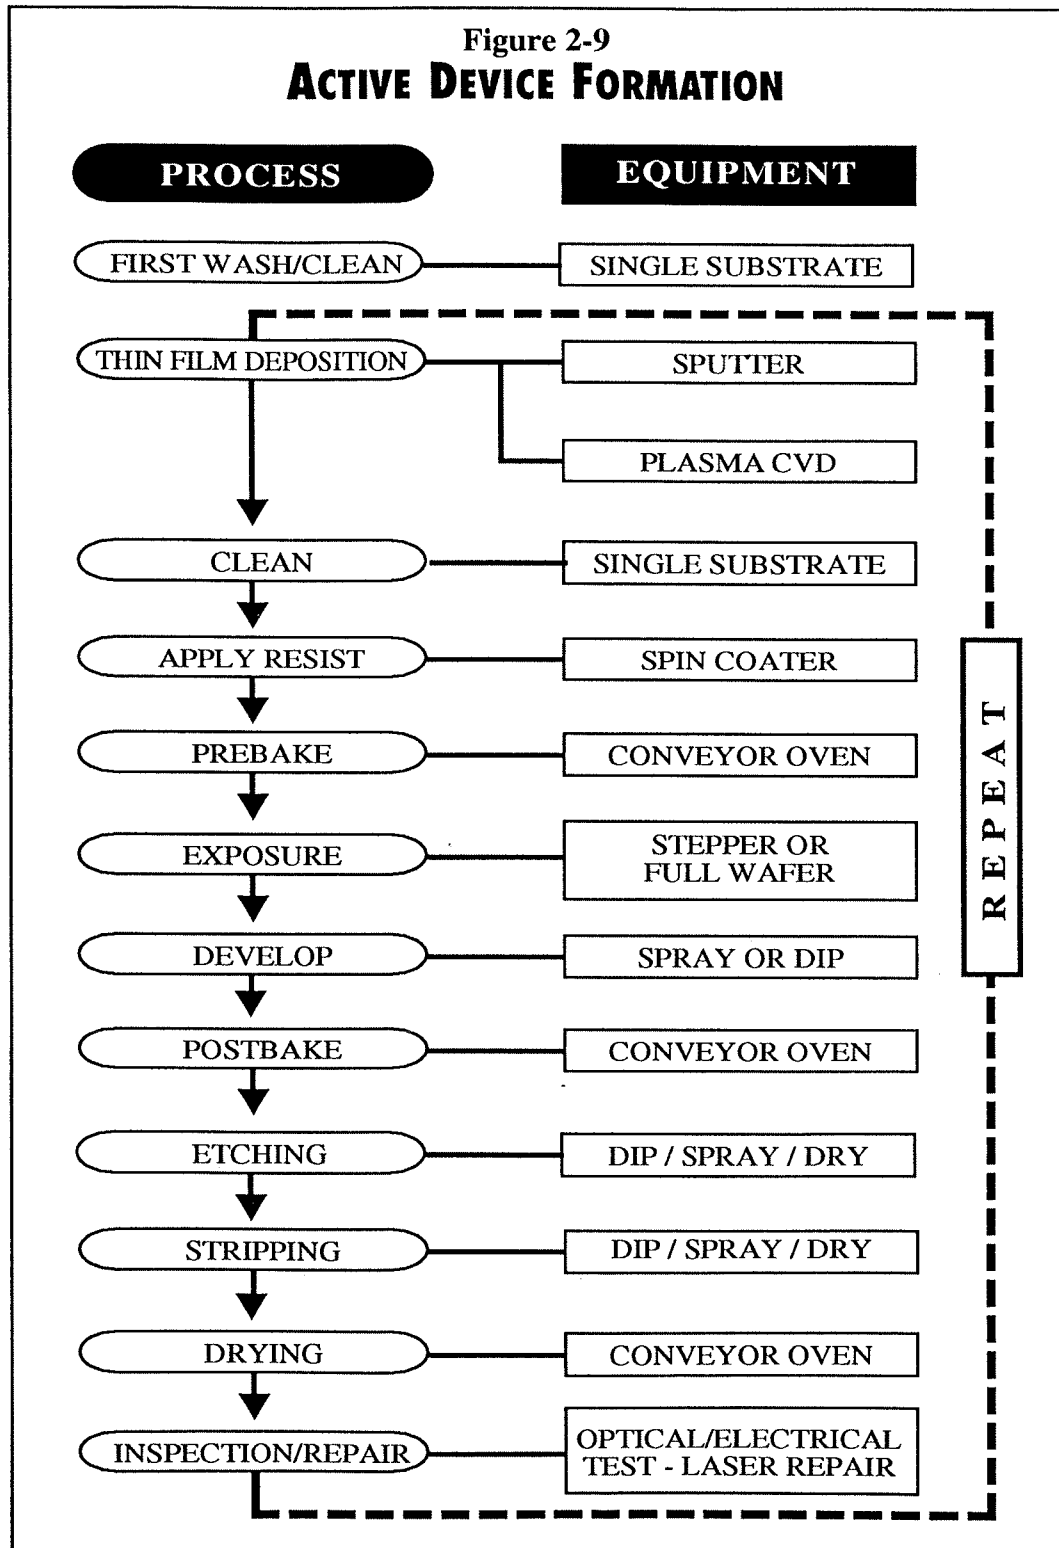 Figure 2-9
ACTIVE DEVICE FORMATION
PROCESS
EQUIPMENT
FIRST WASH/CLEAN
SINGLE SUBSTRATE
THIN FILM DEPOSITION
SPUTTER
PLASMA CVD
CLEAN
SINGLE SUBSTRATE
APPLY RESIST
SPIN COATER
PREBAKE
CONVEYOR OVEN
EXPOSURE
STEPPER OR
FULL WAFER
DEVELOP
SPRAY OR DIP
POSTBAKE
CONVEYOR OVEN
ETCHING
DIP / SPRAY / DRY
STRIPPING
DIP / SPRAY / DRY
DRYING
CONVEYOR OVEN
INSPECTION/REPAIR
OPTICAL/ELECTRICAL
TEST - LASER REPAIR
REPEAT